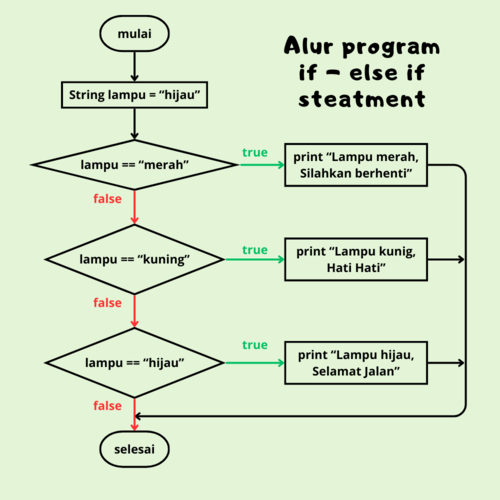 mulai
Alur program
if - else if
steatment
String lampu = “hijau”
lampu == “merah”
true
print “Lampu merah,
Silahkan berhenti”
false
lampu == “kuning”
true
print “Lampu kunig,
Hati Hati”
false
lampu == “hijau”
true
print “Lampu hijau,
Selamat Jalan”
false
selesai